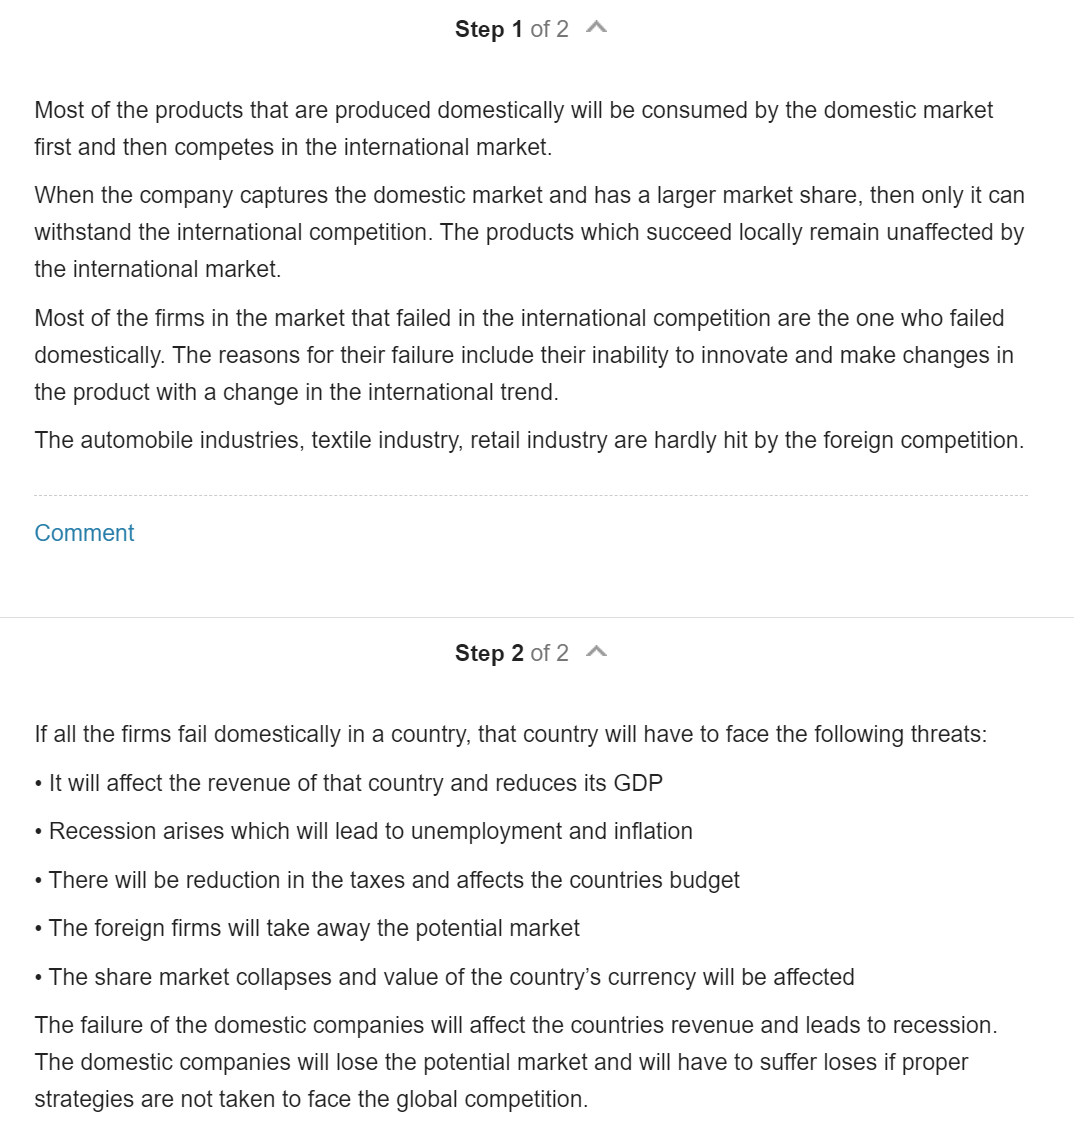 Step 1 of 2
Most of the products that are produced domestically will be consumed by the domestic market
first and then competes in the international market.
When the company captures the domestic market and has a larger market share, then only it can
withstand the international competition. The products which succeed locally remain unaffected by
the international market.
Most of the firms in the market that failed in the international competition are the one who failed
domestically. The reasons for their failure include their inability to innovate and make changes in
the product with a change in the international trend.
The automobile industries, textile industry, retail industry are hardly hit by the foreign competition.
Comment
Step 2 of 2
If all the firms fail domestically in a country, that country will have to face the following threats:
• It will affect the revenue of that country and reduces its GDP
• Recession arises which will lead to unemployment and inflation
• There will be reduction in the taxes and affects the countries budget
• The foreign firms will take away the potential market
• The share market collapses and value of the country’s currency will be affected
The failure of the domestic companies will affect the countries revenue and leads to recession.
The domestic companies will lose the potential market and will have to suffer loses if proper
strategies are not taken to face the global competition.